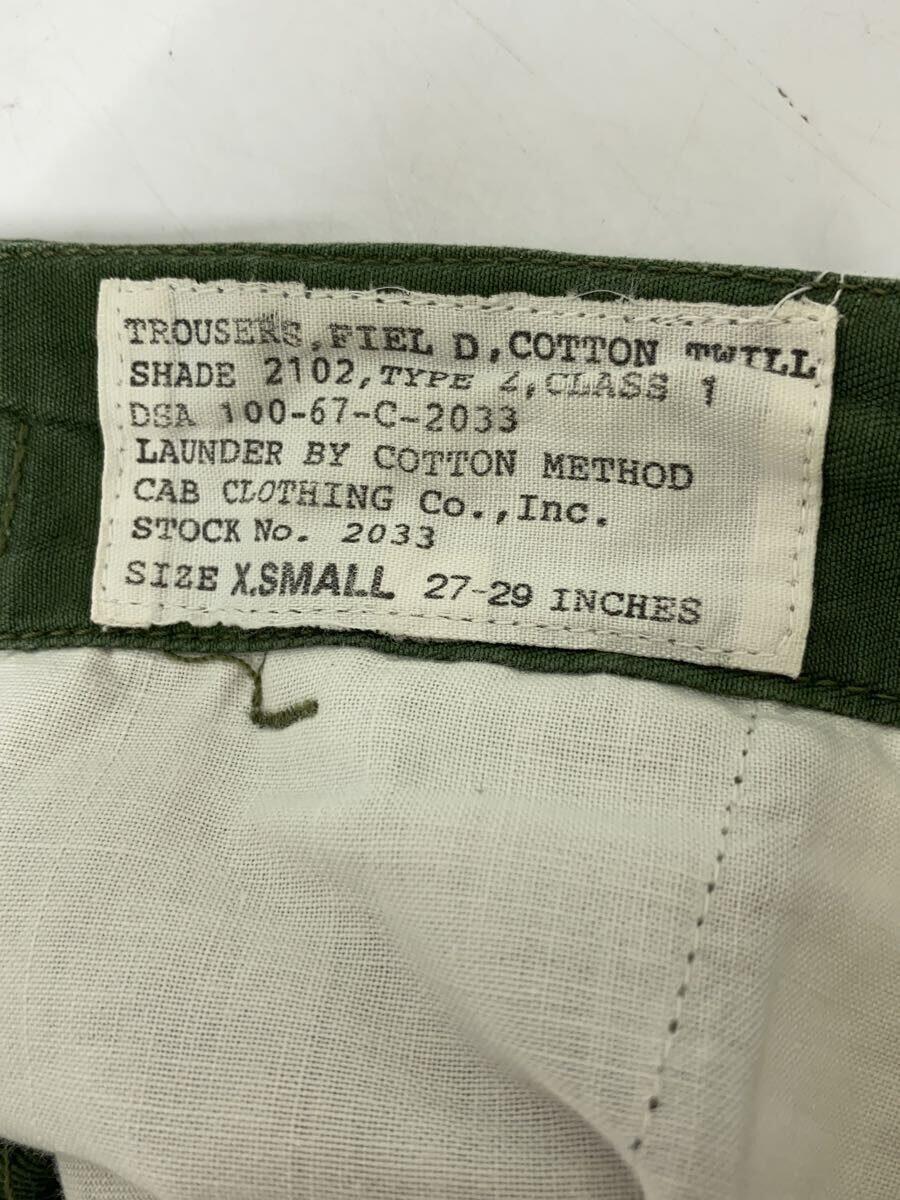 TROUSERS, FIEL D, COTTON TWILL
SHADE 2102, TYPE 2, CLASS 1
DSA 100-67-C-2033
LAUNDER BY COTTON METHOD
CAB CLOTHING Co., Inc.
STOCK No. 2033
SIZE X.SMALL 27-29 INCHES